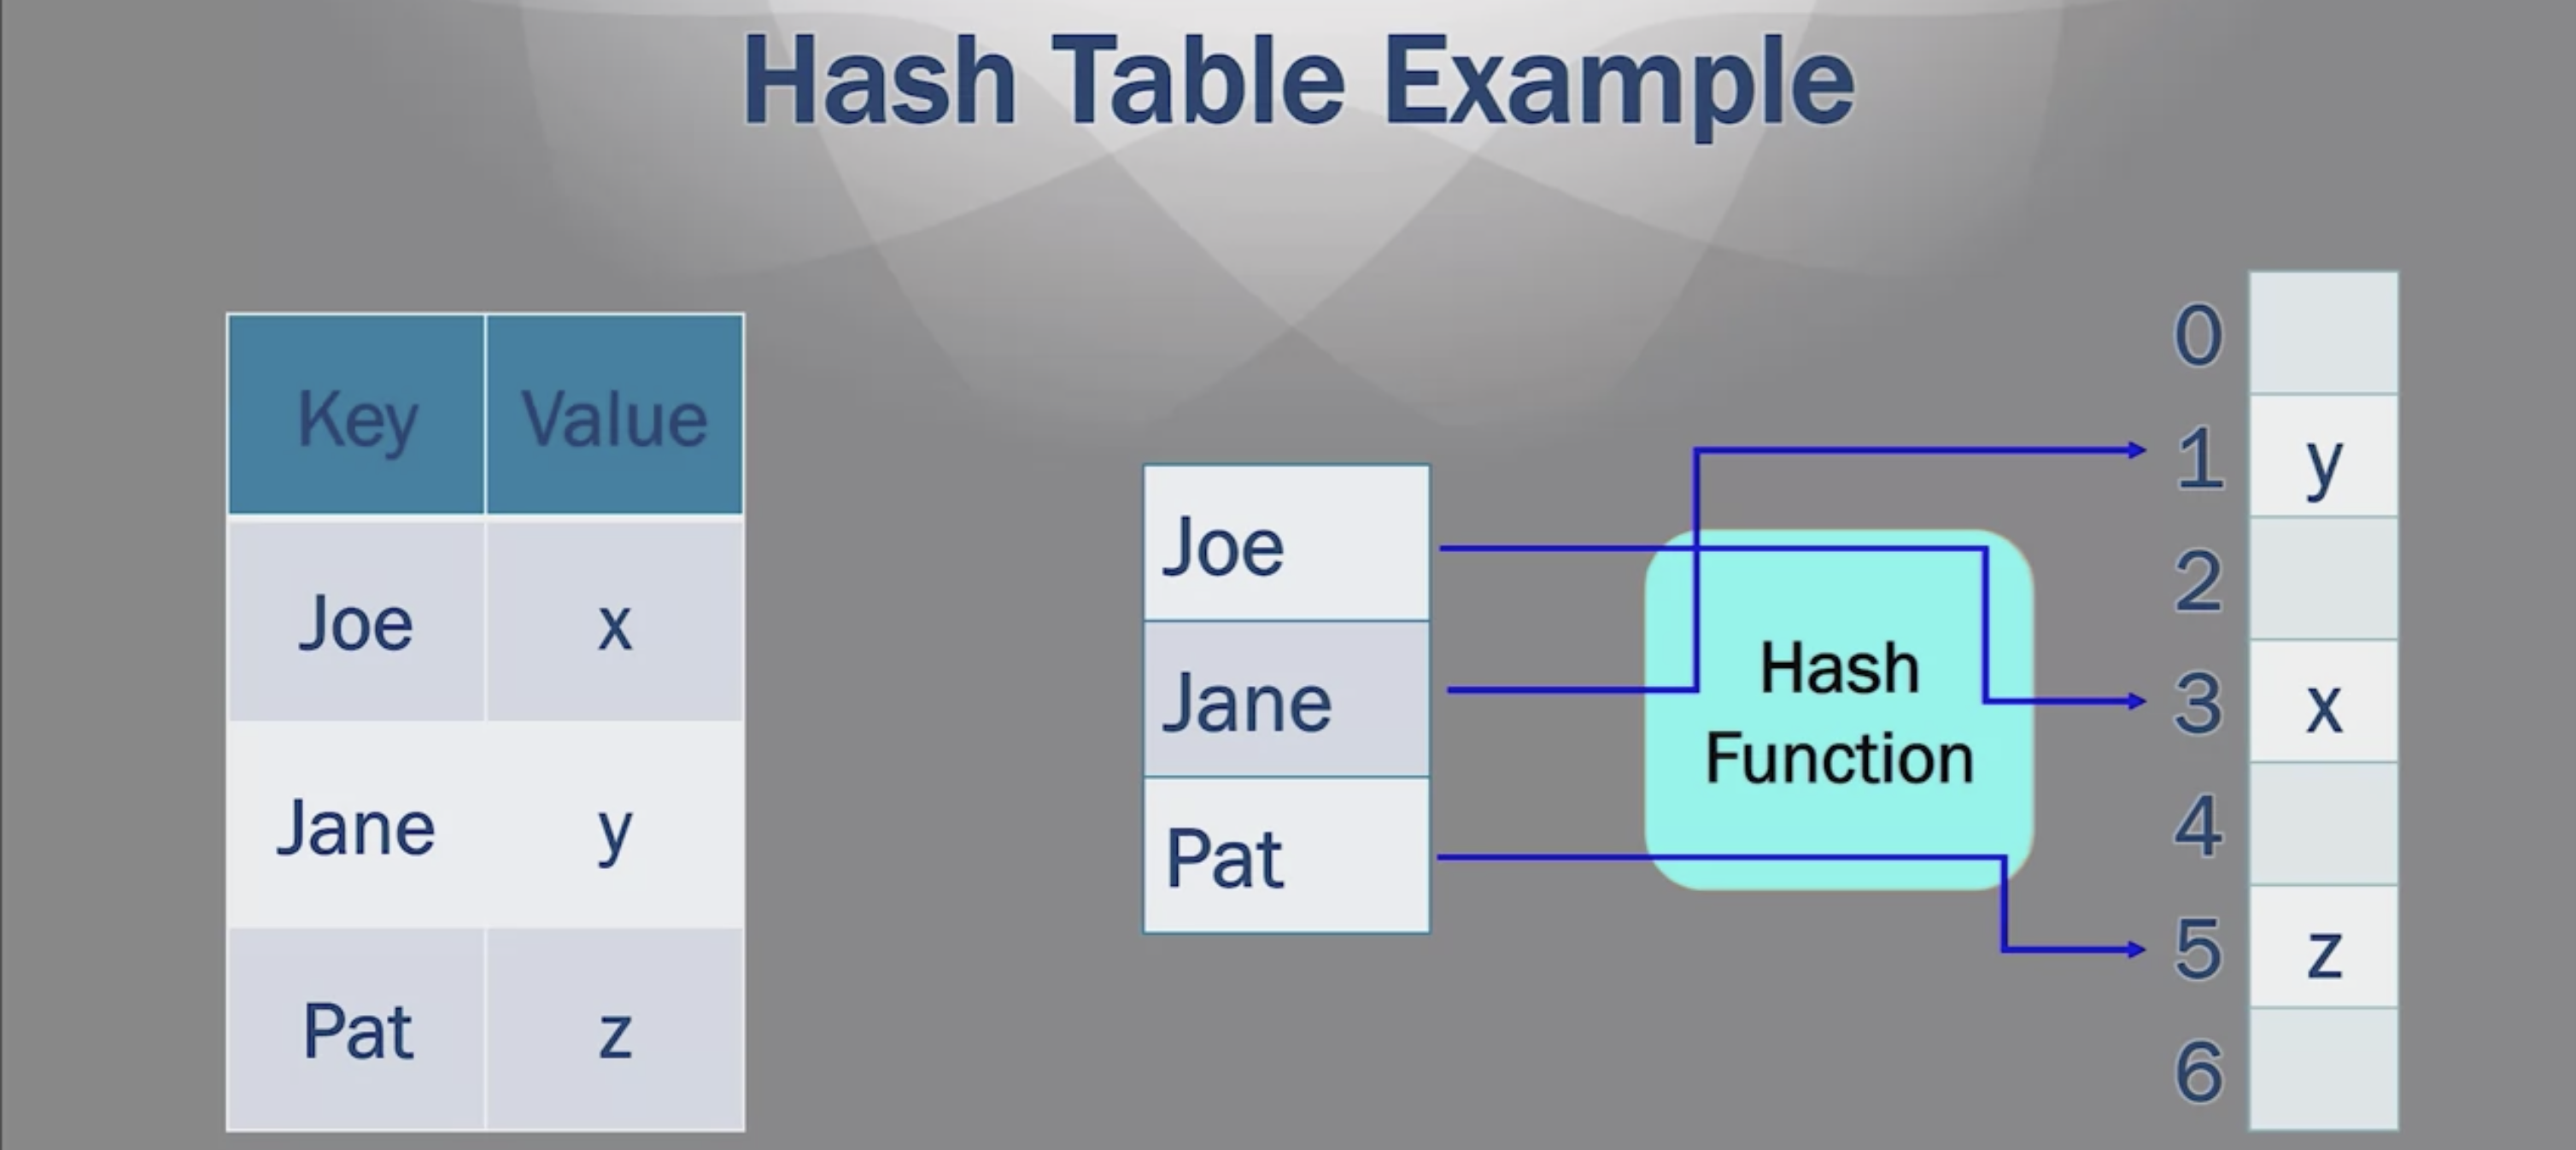 Hash Table Example
Key Value
Joe x
Jane y
Pat z
Joe
Jane
Pat
Hash
Function
0
1 y
2
3 x
4
5 z
6